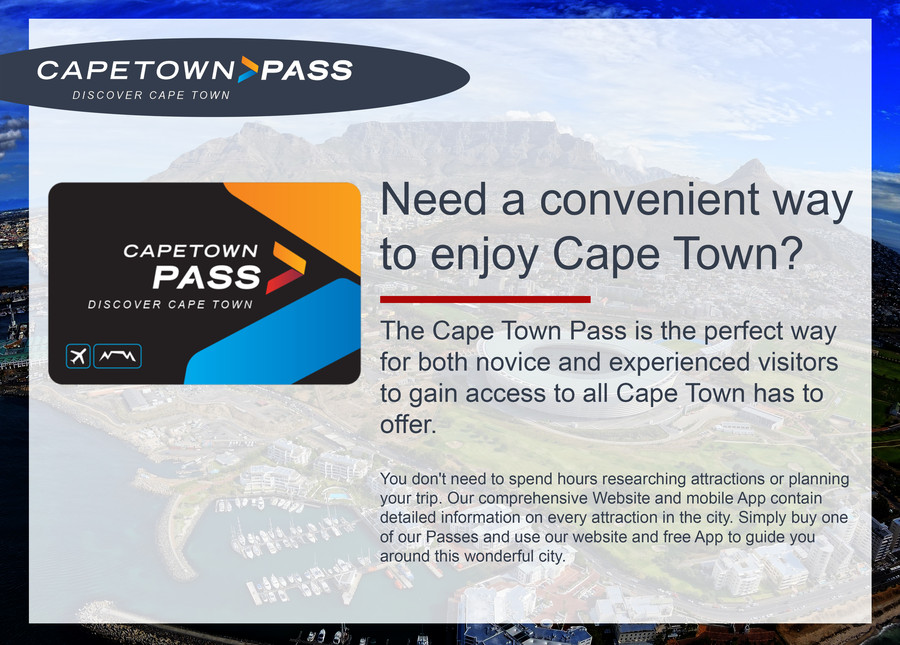 CAPETOWN PASS
DISCOVER CAPE TOWN
CAPETOWN
PASS
DISCOVER CAPE TOWN
Need a convenient way
to enjoy Cape Town?
The Cape Town Pass is the perfect way
for both novice and experienced visitors
to gain access to all Cape Town has to
offer.
You don't need to spend hours researching attractions or planning
your trip. Our comprehensive Website and mobile App contain
detailed information on every attraction in the city. Simply buy one
of our Passes and use our website and free App to guide you
around this wonderful city.